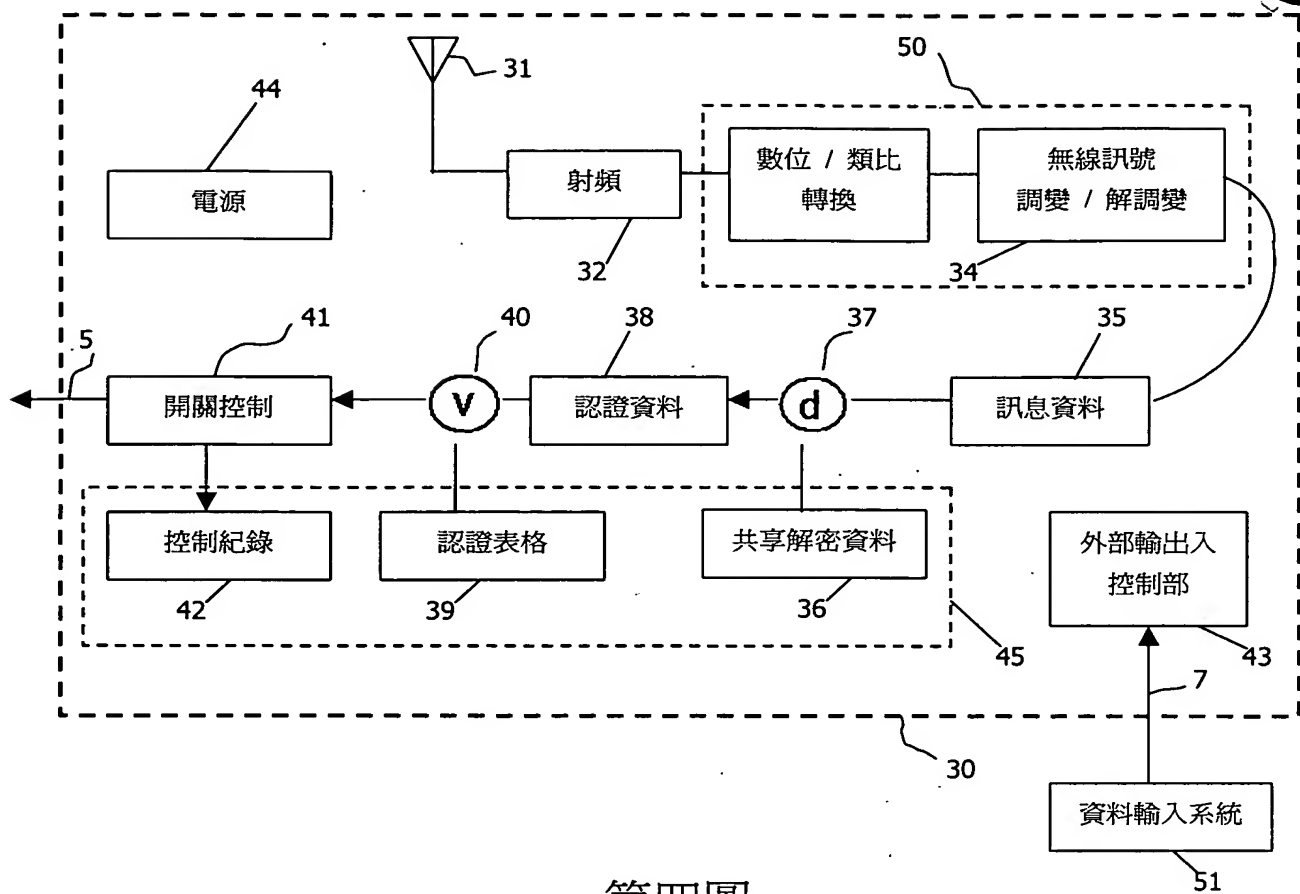 31
50
44
數位 / 類比
轉換
無線訊號
調變 / 解調變
射頻
電源
32
34
5
41
40
38
37
35
開關控制
v
認證資料
d
訊息資料
控制紀錄
認證表格
共享解密資料
外部輸出入
控制部
42
39
36
45
43
7
30
資料輸入系統
51
第四圖